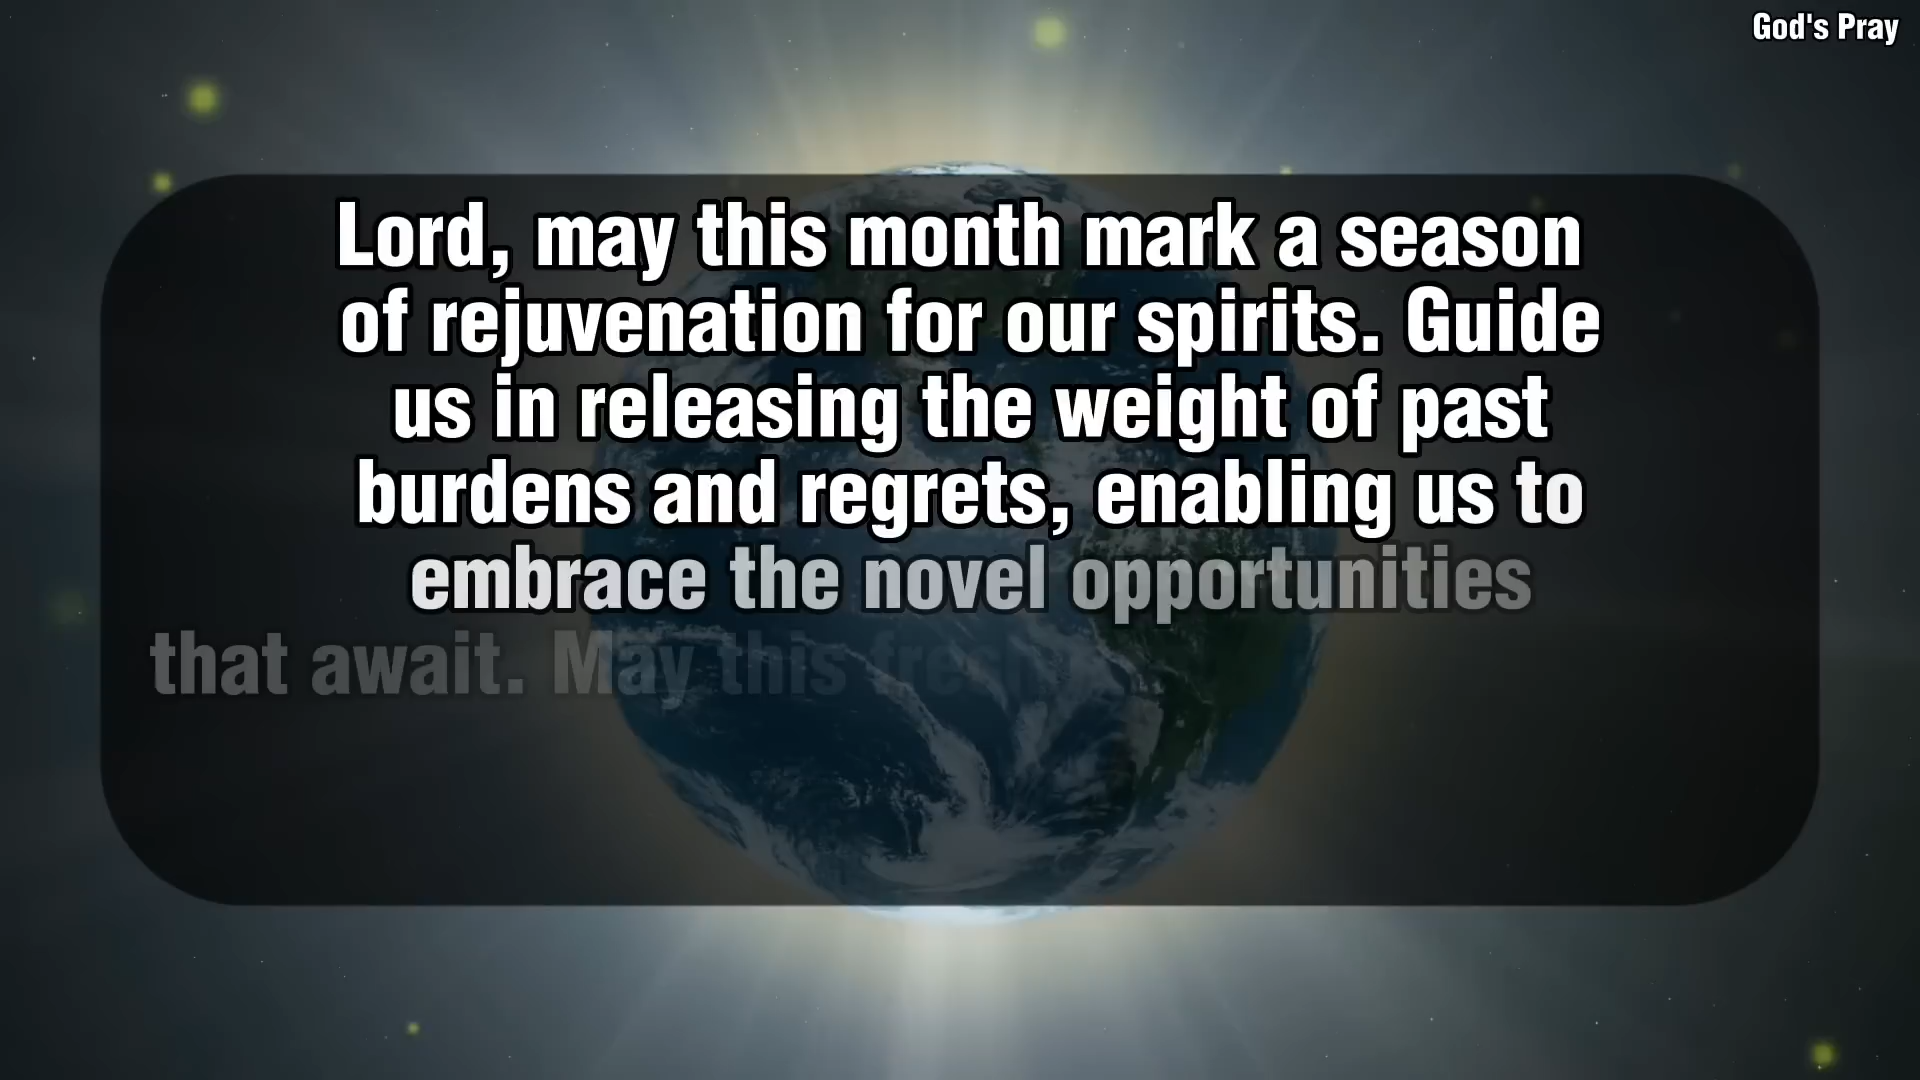 God's Pray
Lord, may this month mark a season
of rejuvenation for our spirits. Guide
us in releasing the weight of past
burdens and regrets, enabling us to
embrace the novel opportunities
that await. May this fresh